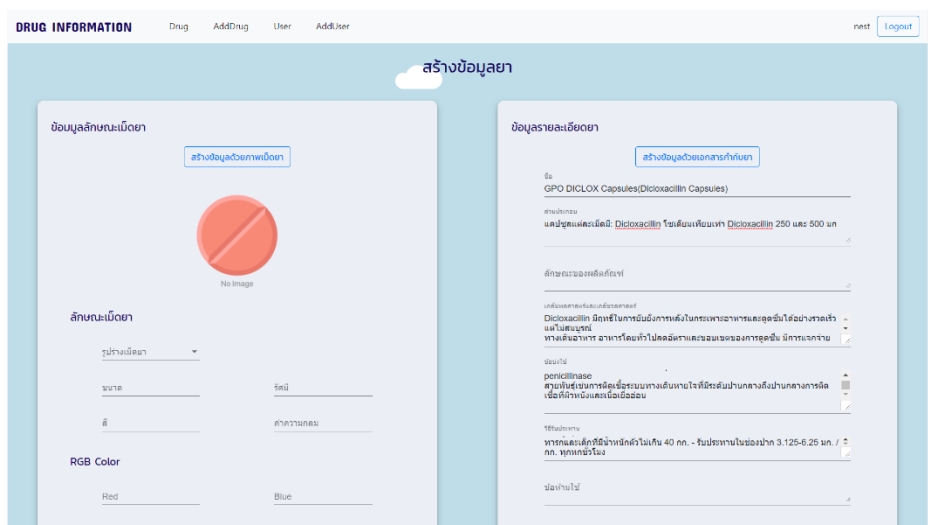 DRUG INFORMATION Drug AddDrug User AddUser nest Logout
สร้างข้อมูลยา
ข้อมูลลักษณะเม็ดยา
สร้างข้อมูลด้วยภาพเม็ดยา
No Image
ลักษณะเม็ดยา
รูปร่างเม็ดยา
ขนาด รัศมี
สี ค่าความกลม
RGB Color
Red Blue
ข้อมูลรายละเอียดยา
สร้างข้อมูลด้วยเอกสารกำกับยา
ชื่อ
GPO DICLOX Capsules(Dicloxacillin Capsules)
ส่วนประกอบ
แคปซูลแต่ละเม็ดมี: Dicloxacillin โซเดียมเทียบเท่า Dicloxacillin 250 และ 500 มก
ลักษณะของผลิตภัณฑ์
เภสัชพลศาสตร์และเภสัชจลศาสตร์
Dicloxacillin มีฤทธิ์ในการยับยั้งการหลั่งในกระเพาะอาหารและดูดซึมได้อย่างรวดเร็ว
แต่ไม่สมบูรณ์
ทางเดินอาหาร อาหารโดยทั่วไปลดอัตราและขอบเขตของการดูดซึม มีการแจกจ่าย
ข้อบ่งใช้
penicillinase
สายพันธุ์เช่นการติดเชื้อระบบทางเดินหายใจที่มีระดับปานกลางถึงปานกลางการติด
เชื้อที่ผิวหนังและเนื้อเยื่ออ่อน
วิธีรับประทาน
ทารกและเด็กที่มีน้ำหนักตัวไม่เกิน 40 กก. - รับประทานในช่องปาก 3.125-6.25 มก. /
กก. ทุกหกชั่วโมง
ข้อห้ามใช้